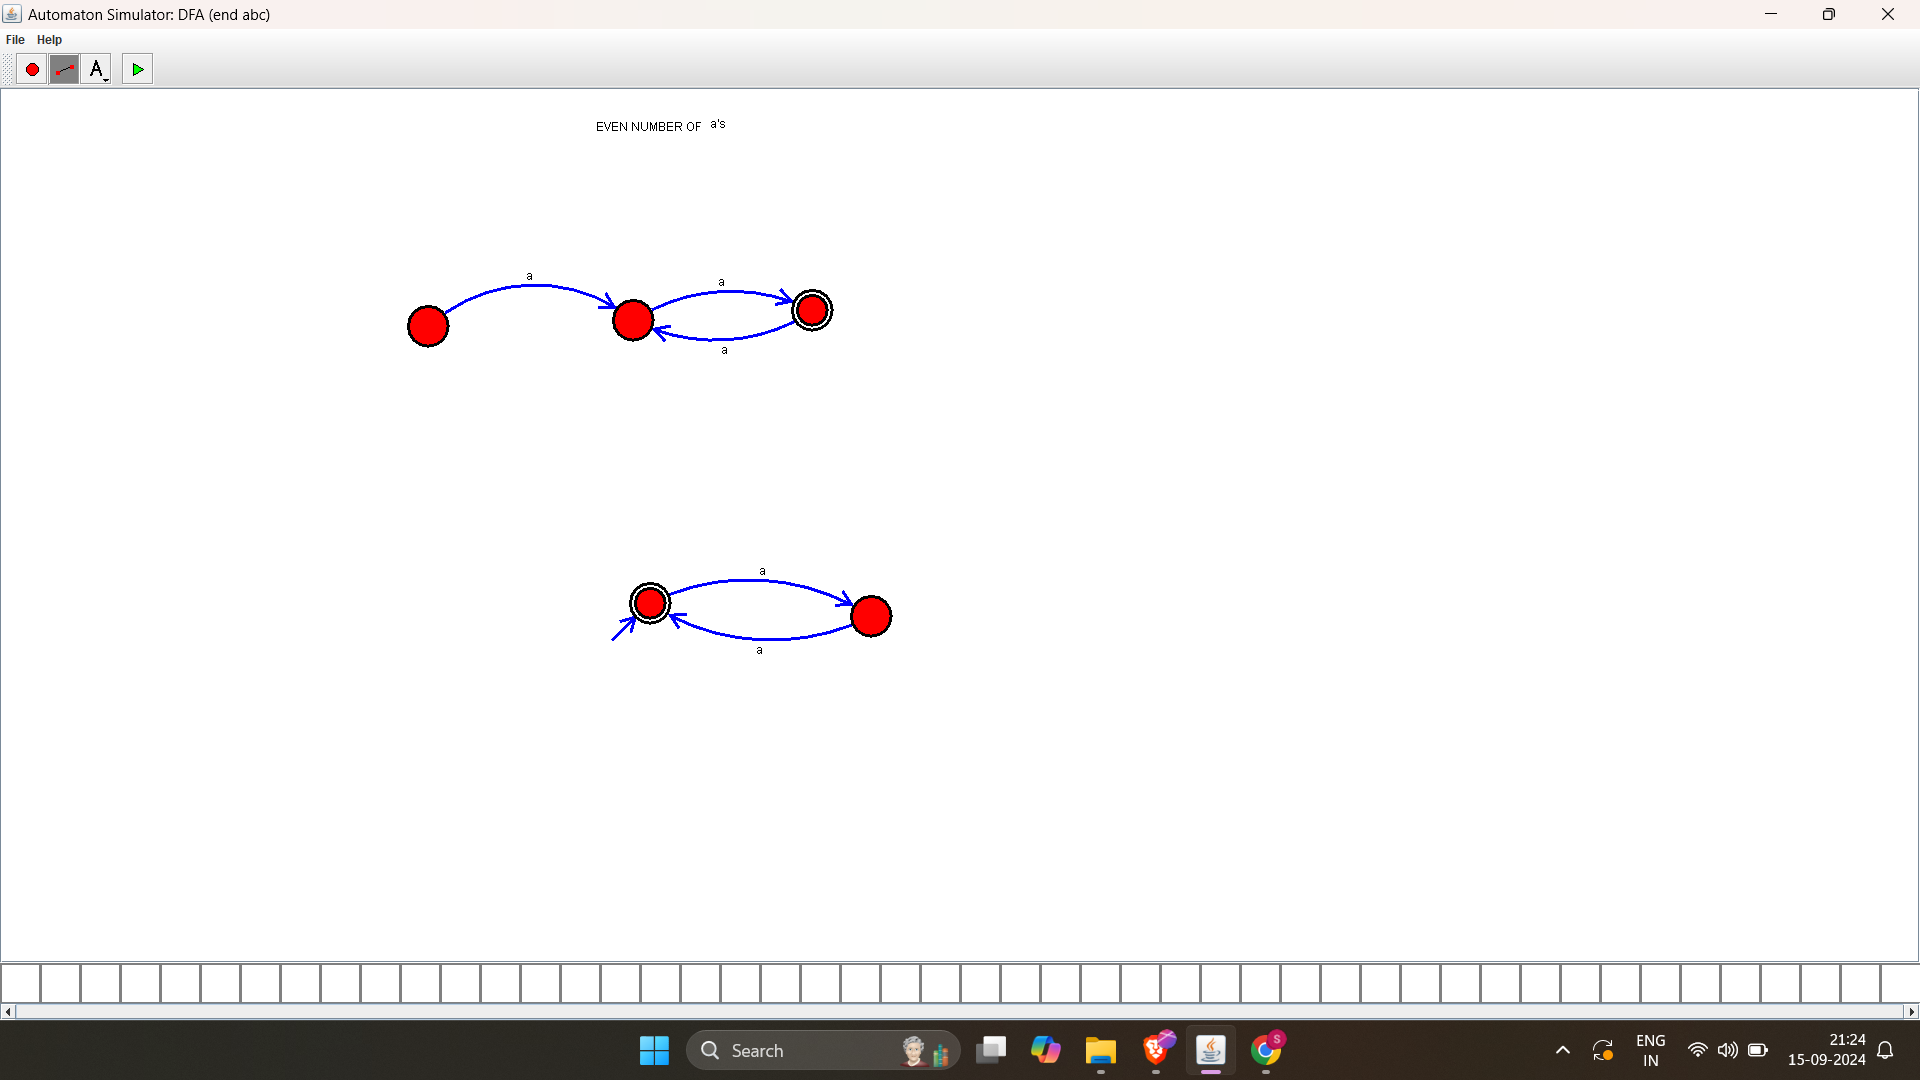 Automaton Simulator: DFA (end abc)
File Help
A
EVEN NUMBER OF a's
a
a
a
a
a
Search
ENG
IN
21:24
15-09-2024
S